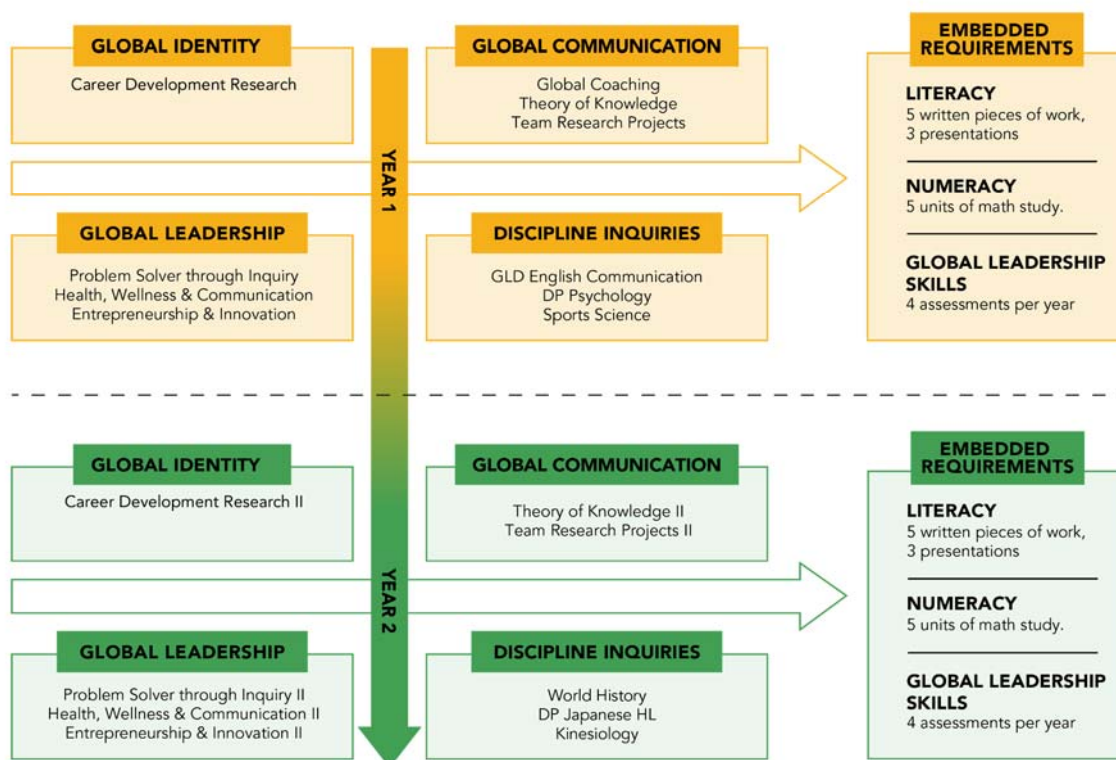 GLOBAL IDENTITY
Career Development Research
GLOBAL COMMUNICATION
Global Coaching
Theory of Knowledge
Team Research Projects
EMBEDDED
REQUIREMENTS
LITERACY
5 written pieces of work,
3 presentations
NUMERACY
5 units of math study.
GLOBAL LEADERSHIP
SKILLS
4 assessments per year
YEAR 1
GLOBAL LEADERSHIP
Problem Solver through Inquiry
Health, Wellness & Communication
Entrepreneurship & Innovation
DISCIPLINE INQUIRIES
GLD English Communication
DP Psychology
Sports Science
GLOBAL IDENTITY
Career Development Research II
GLOBAL COMMUNICATION
Theory of Knowledge II
Team Research Projects II
EMBEDDED
REQUIREMENTS
LITERACY
5 written pieces of work,
3 presentations
NUMERACY
5 units of math study.
GLOBAL LEADERSHIP
SKILLS
4 assessments per year
YEAR 2
GLOBAL LEADERSHIP
Problem Solver through Inquiry II
Health, Wellness & Communication II
Entrepreneurship & Innovation II
DISCIPLINE INQUIRIES
World History
DP Japanese HL
Kinesiology